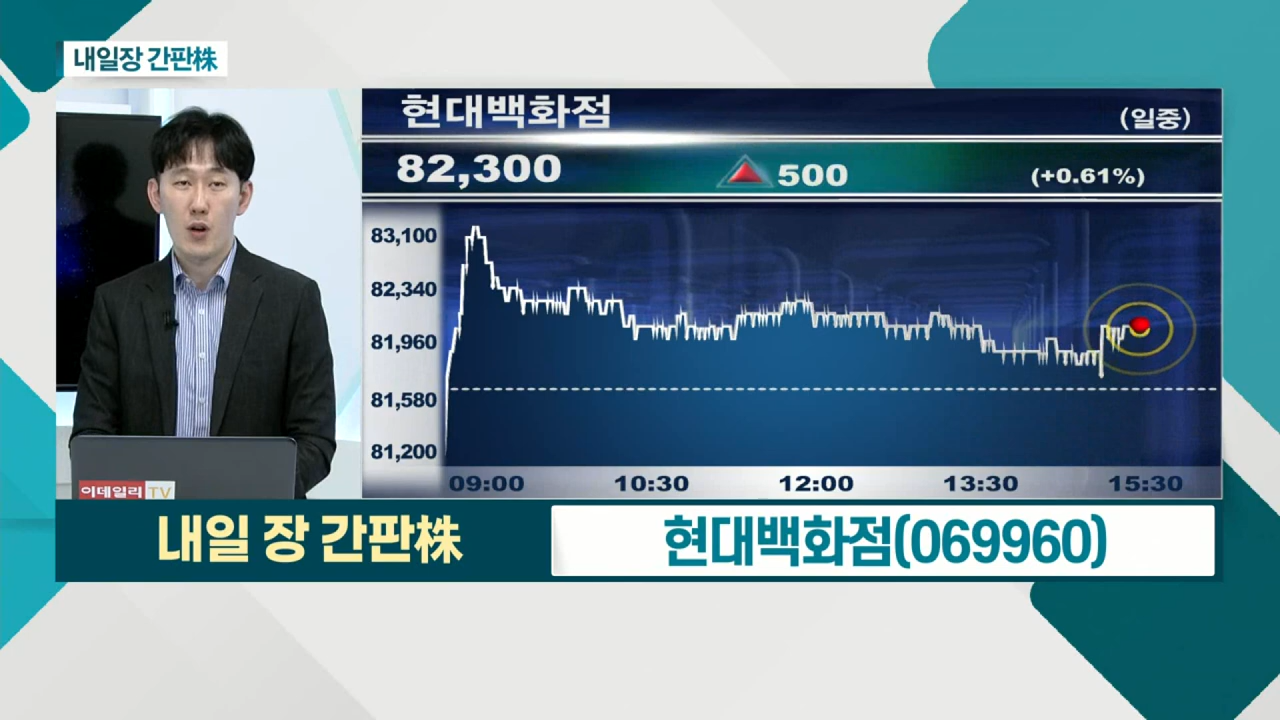 내일장 간판株
현대백화점
(일중)
82,300
500
(+0.61%)
83,100
82,340
81,960
81,580
81,200
09:00 10:30 12:00 13:30 15:30
이데일리TV
내일 장 간판株
현대백화점(069960)